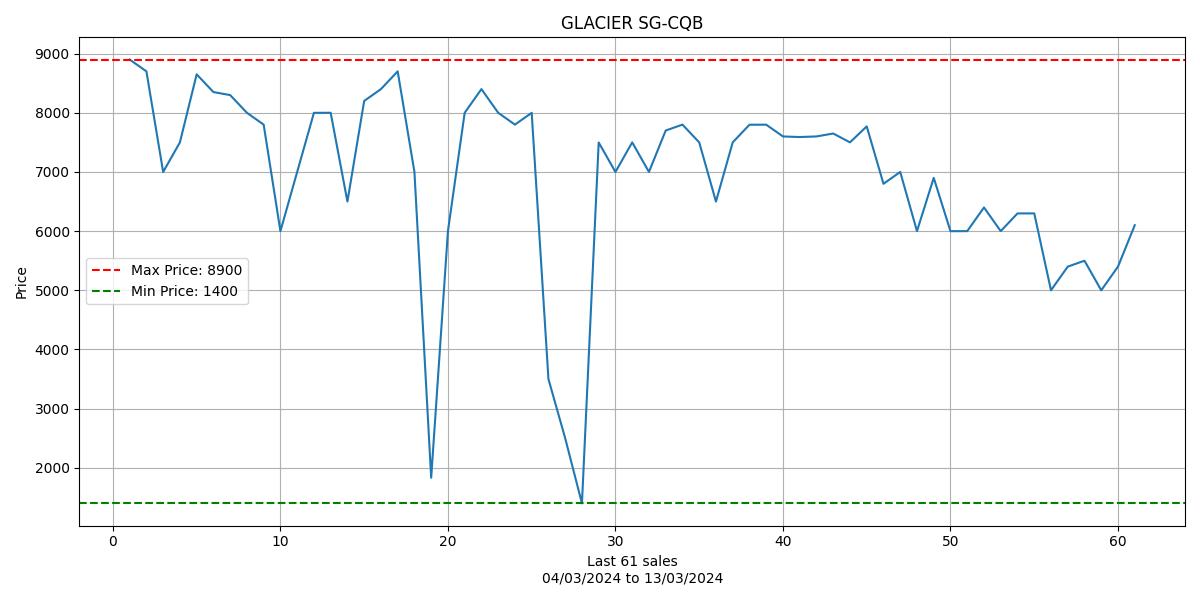 GLACIER SG-CQB
9000
8000
7000
6000
5000
4000
3000
2000
Price
Max Price: 8900
Min Price: 1400
0 10 20 30 40 50 60
Last 61 sales
04/03/2024 to 13/03/2024